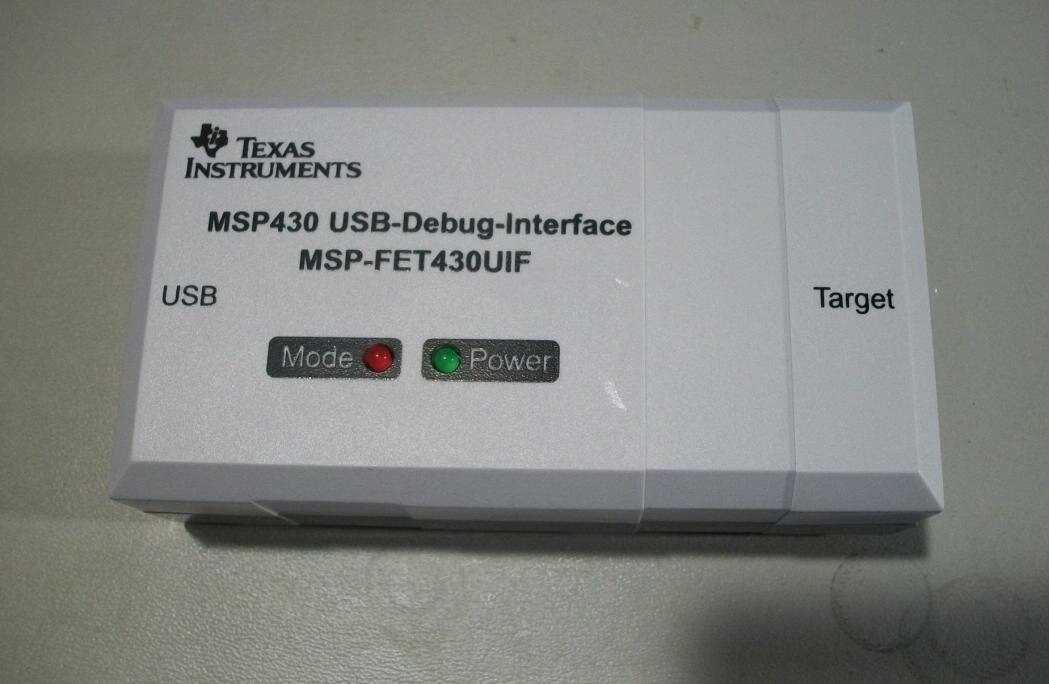 TEXAS
INSTRUMENTS
MSP430 USB-Debug-Interface
MSP-FET430UIF
USB
Target
Mode
Power